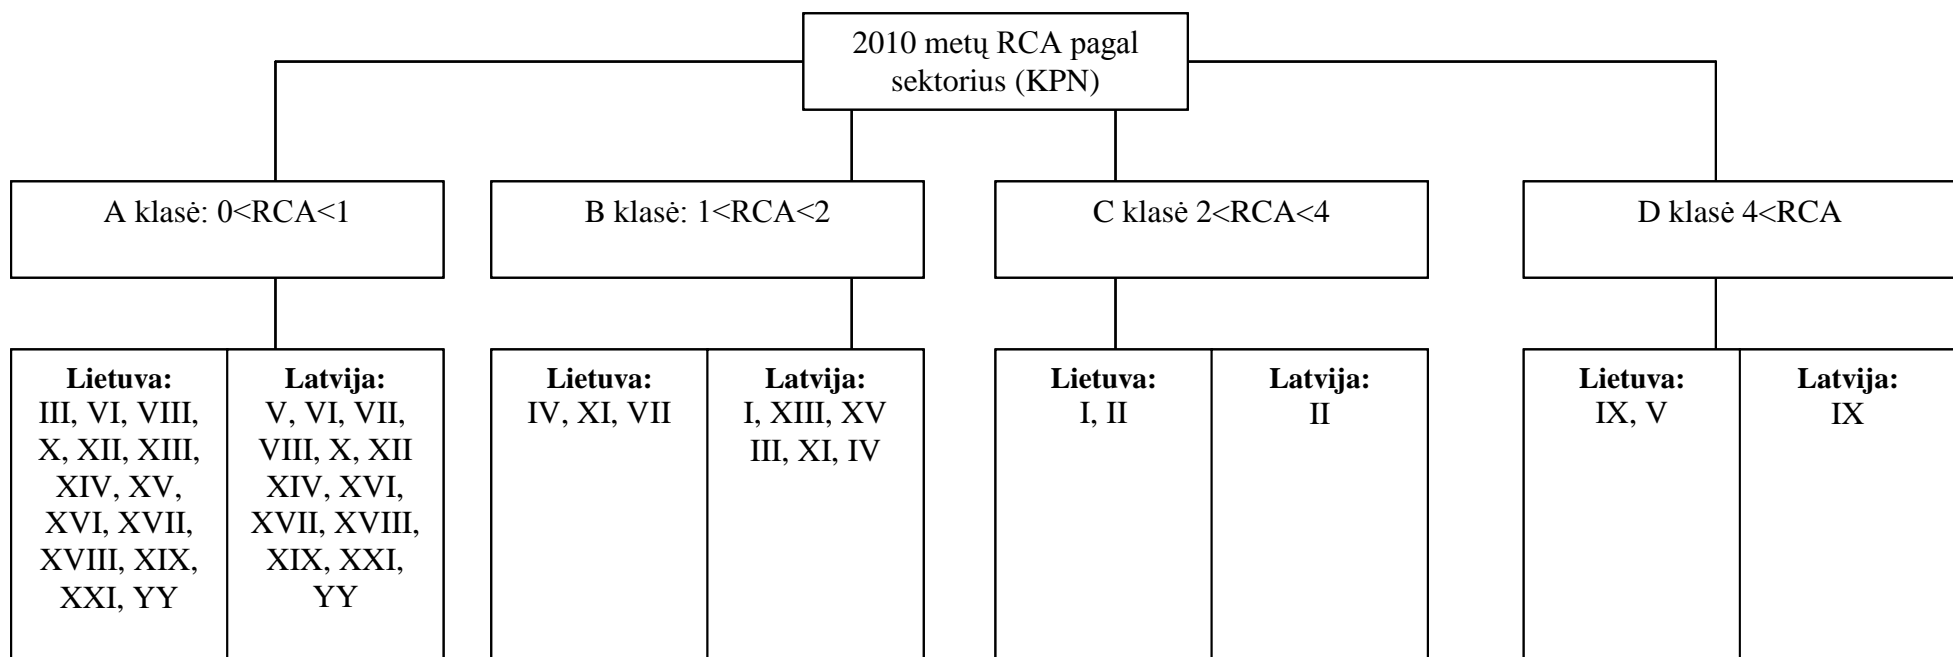 2010 metų RCA pagal
sektorius (KPN)
A klasė: 0<RCA<1
B klasė: 1<RCA<2
C klasė 2<RCA<4
D klasė 4<RCA
Lietuva:
III, VI, VIII,
X, XII, XIII,
XIV, XV,
XVI, XVII,
XVIII, XIX,
XXI, YY
Latvija:
V, VI, VII,
VIII, X, XII
XIV, XVI,
XVII, XVIII,
XIX, XXI,
YY
Lietuva:
IV, XI, VII
Latvija:
I, XIII, XV
III, XI, IV
Lietuva:
I, II
Latvija:
II
Lietuva:
IX, V
Latvija:
IX